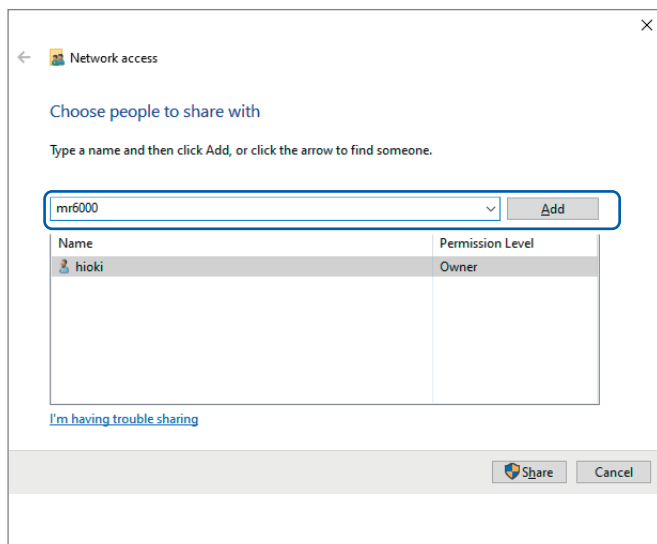 Network access
Choose people to share with
Type a name and then click Add, or click the arrow to find someone.
mr6000 Add
Name Permission Level
hioki Owner
I'm having trouble sharing
Share Cancel